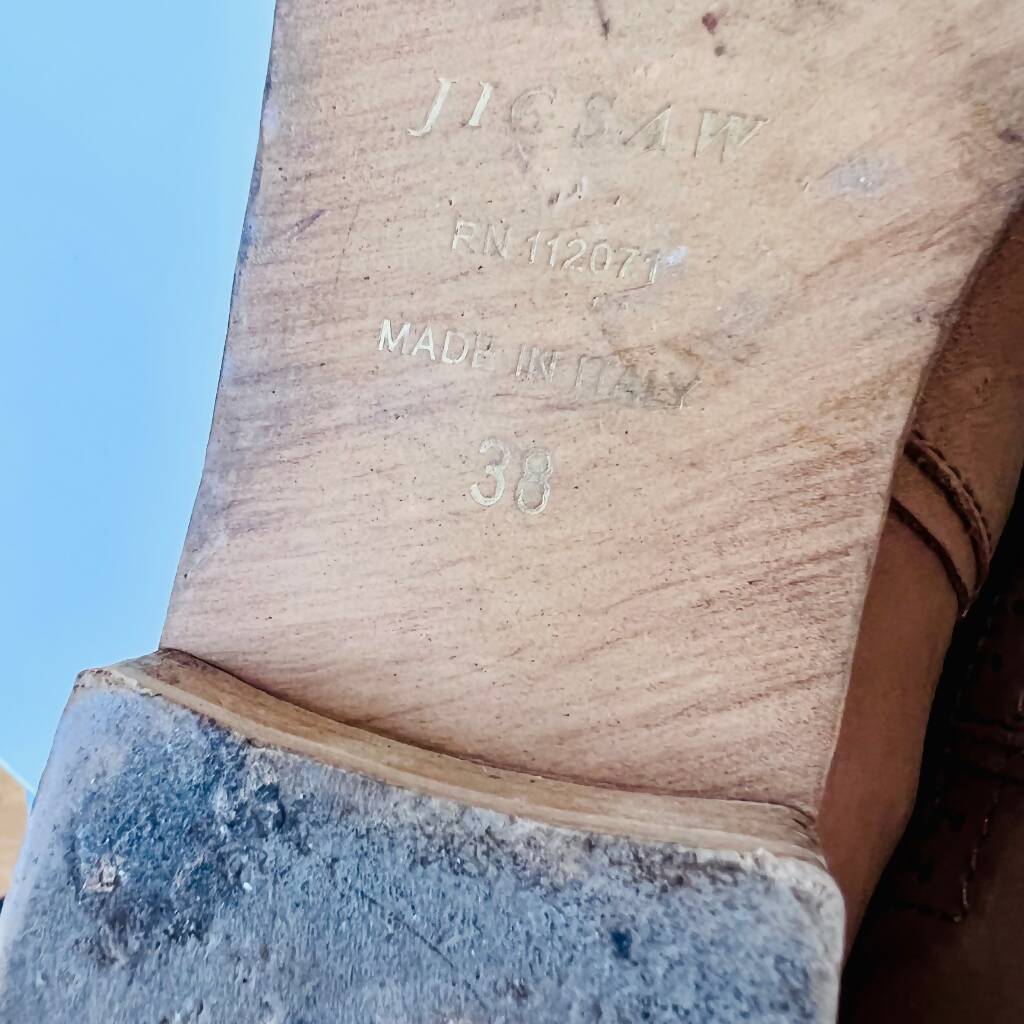 JIGSAW
RN 112071
MADE IN ITALY
38